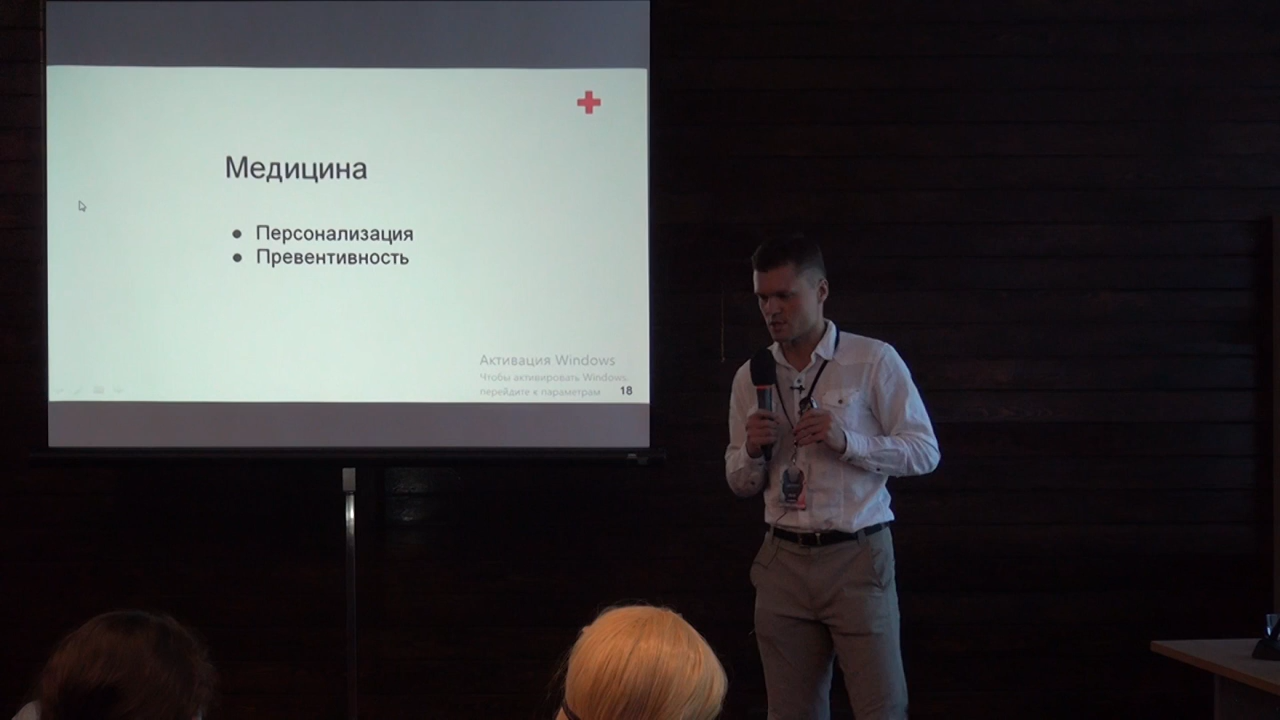 Медицина
● Персонализация
● Превентивность
Активация Windows
Чтобы активировать Windows,
перейдите к параметрам
18